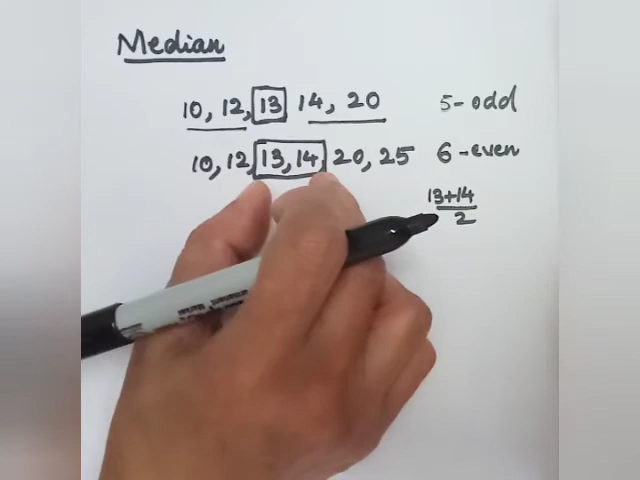 Median
10, 12, 13 14, 20 5-odd
10, 12, 13, 14, 20, 25 6-even
13+14
2